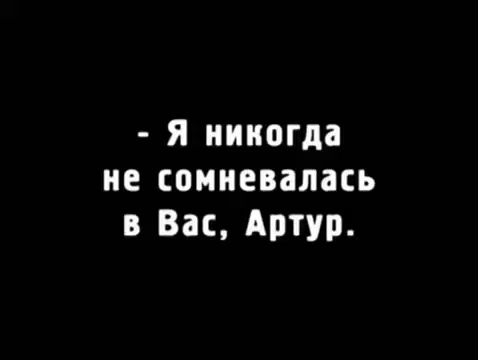 - Я никогда
не сомневалась
в Вас, Артур.